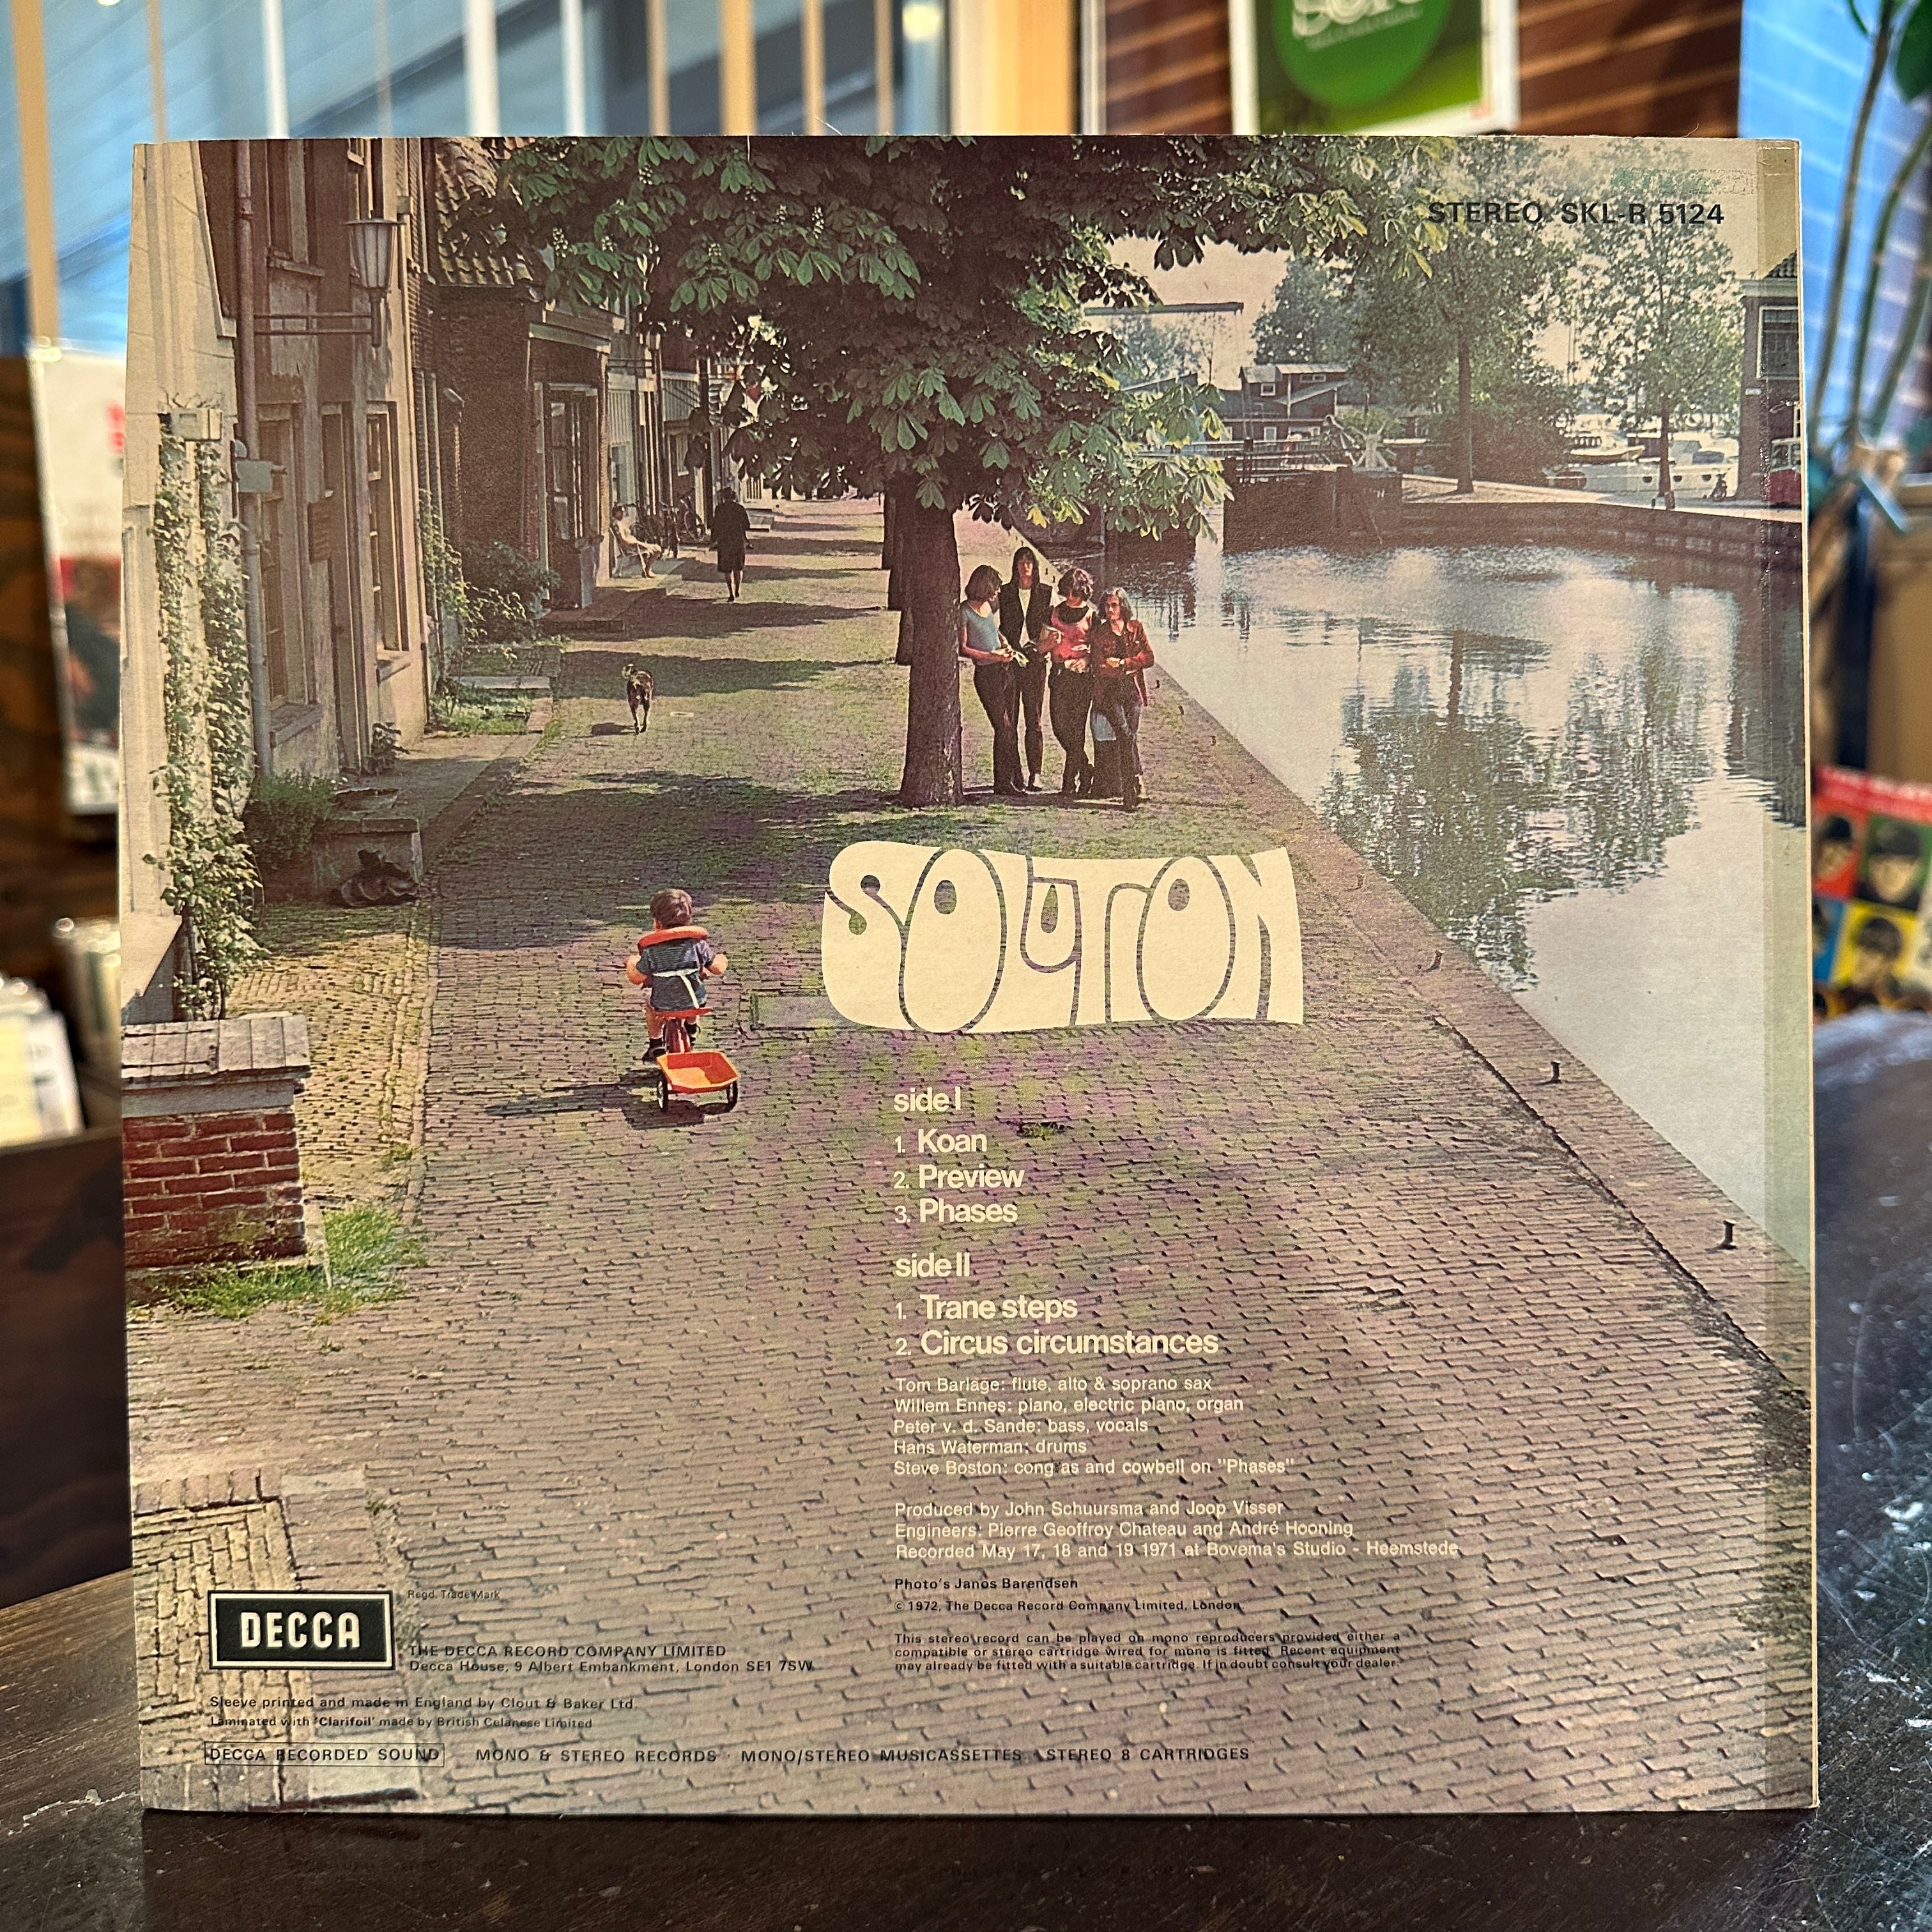 STEREO SKL-R 5124
SOLUTION
side I
1. Koan
2. Preview
3. Phases
side II
1. Trane steps
2. Circus circumstances
Tom Barlage: flute, alto & soprano sax
Willem Ennes: piano, electric piano, organ
Peter v. d. Sande: bass, vocals
Hans Waterman: drums
Steve Boston: cong as and cowbell on "Phases"
Produced by John Schuursma and Joop Visser
Engineers: Pierre Geoffroy Chateau and André Hooning
Recorded May 17, 18 and 19 1971 at Bovema's Studio - Heemstede
Photo's Janos Barendsen
© 1972, The Decca Record Company Limited, London
This stereo record can be played on mono reproducers provided either a
compatible or stereo cartridge wired for mono is fitted. Recent equipment
may already be fitted with a suitable cartridge. If in doubt consult your dealer.
DECCA
Regd. Trade Mark
THE DECCA RECORD COMPANY LIMITED
Decca House, 9 Albert Embankment, London SE1 7SW
Sleeve printed and made in England by Clout & Baker Ltd.
Laminated with 'Clarifoil' made by British Celanese Limited
DECCA RECORDED SOUND MONO & STEREO RECORDS · MONO/STEREO MUSICASSETTES · STEREO 8 CARTRIDGES